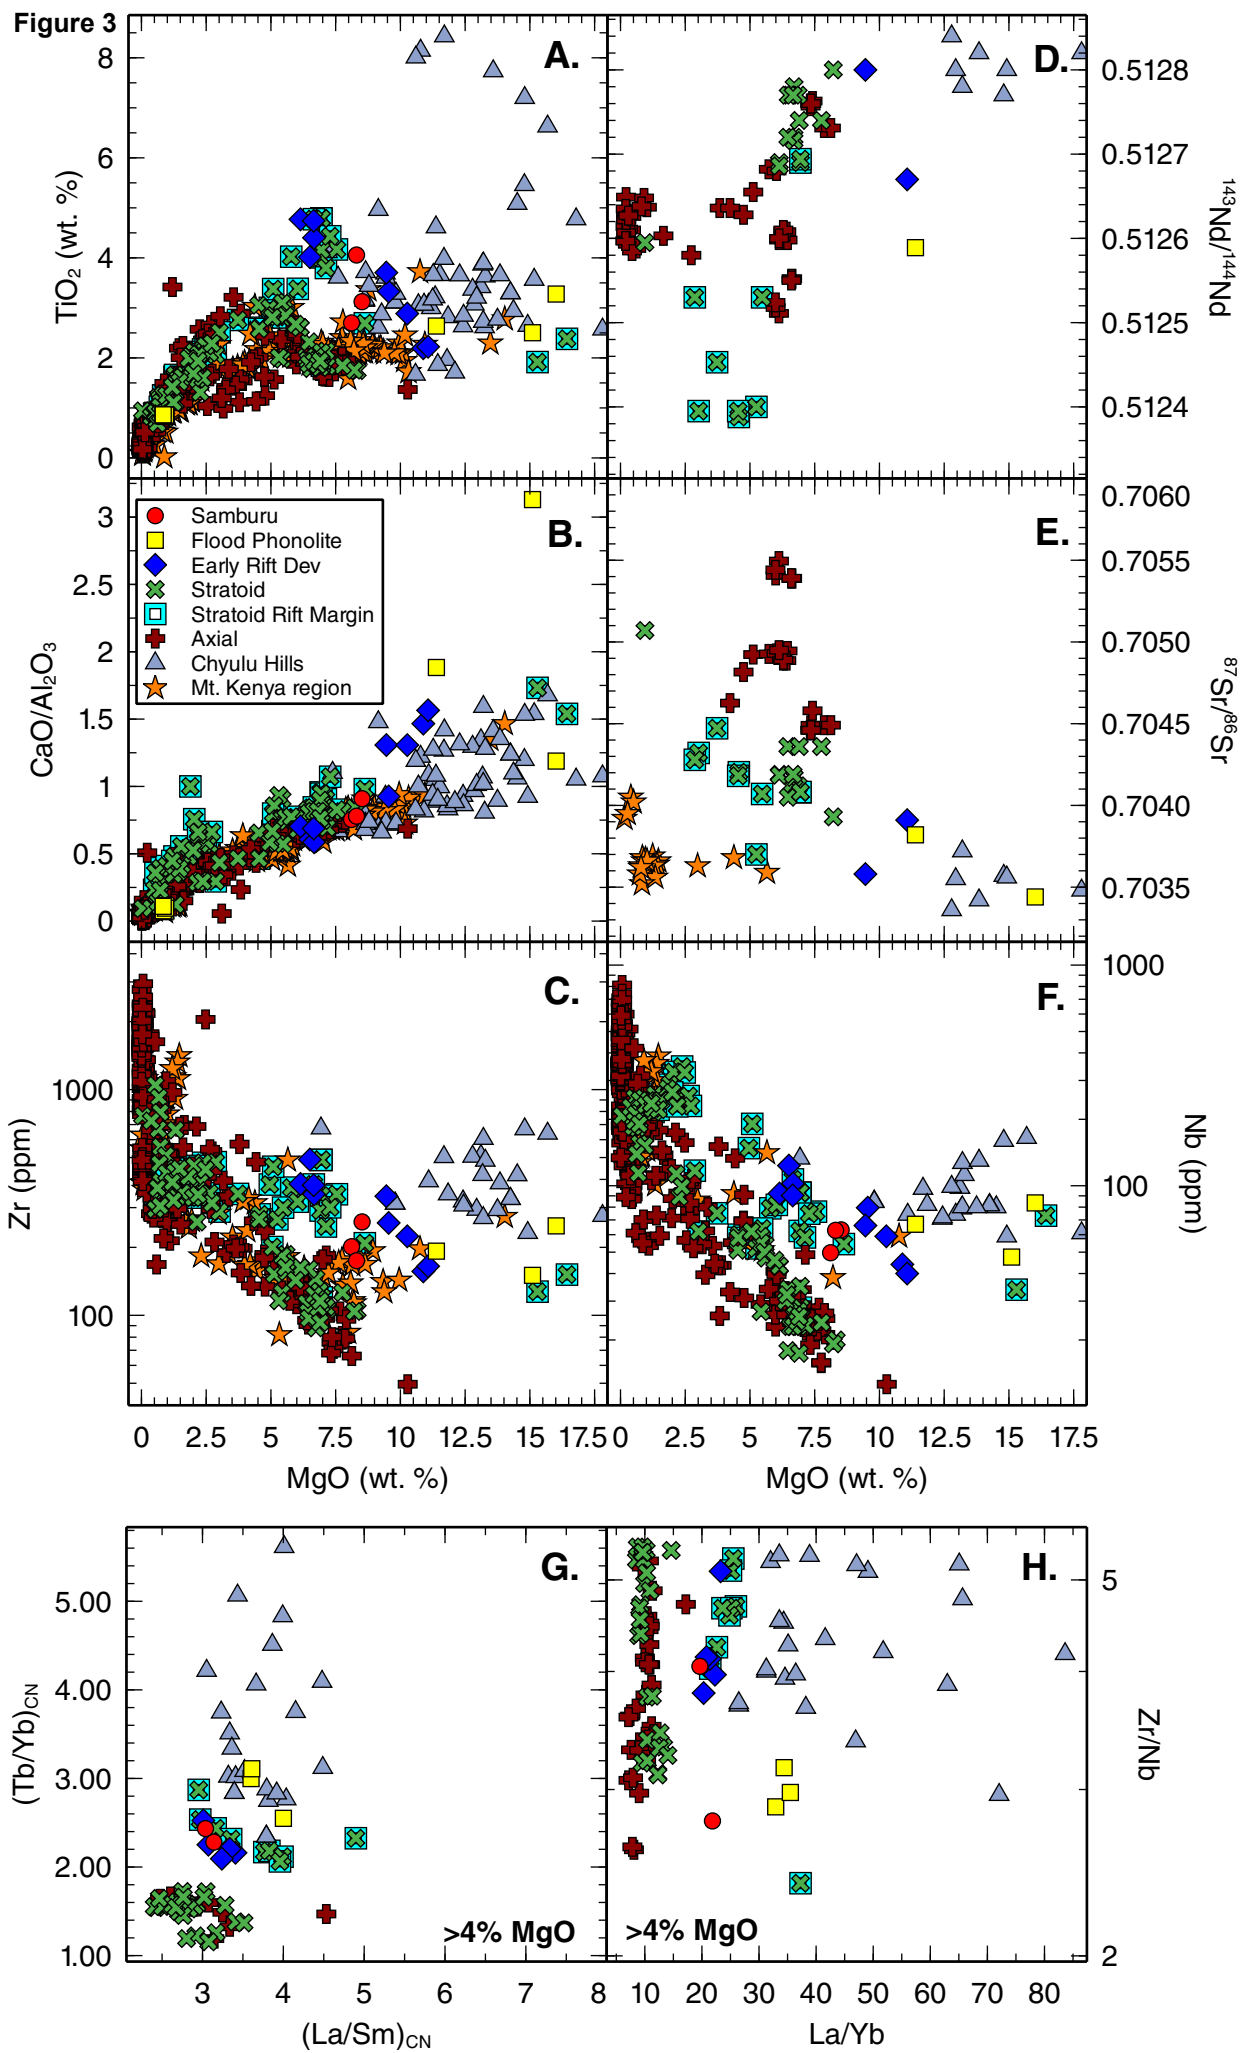 Figure 3
A.
8
6
4
2
0
TiO2 (wt. %)
D.
0.5128
0.5127
0.5126
0.5125
0.5124
143Nd/144Nd
B.
3
2.5
2
1.5
1
0.5
0
CaO/Al2O3
Samburu
Flood Phonolite
Early Rift Dev
Stratoid
Stratoid Rift Margin
Axial
Chyulu Hills
Mt. Kenya region
E.
0.7060
0.7055
0.7050
0.7045
0.7040
0.7035
87Sr/86Sr
C.
1000
100
Zr (ppm)
F.
1000
100
Nb (ppm)
0 2.5 5 7.5 10 12.5 15 17.5
0 2.5 5 7.5 10 12.5 15 17.5
MgO (wt. %)
MgO (wt. %)
G.
5.00
4.00
3.00
2.00
1.00
(Tb/Yb)CN
>4% MgO
H.
5
2
Zr/Nb
>4% MgO
3 4 5 6 7 8
10 20 30 40 50 60 70 80
(La/Sm)CN
La/Yb